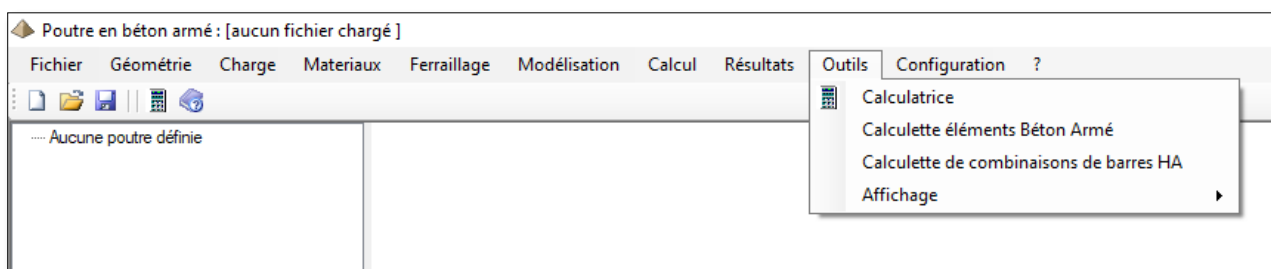 Poutre en béton armé : [aucun fichier chargé ]
Fichier Géométrie Charge Materiaux Ferraillage Modélisation Calcul Résultats Outils Configuration ?
Calculatrice
Aucune poutre définie
Calculette éléments Béton Armé
Calculette de combinaisons de barres HA
Affichage